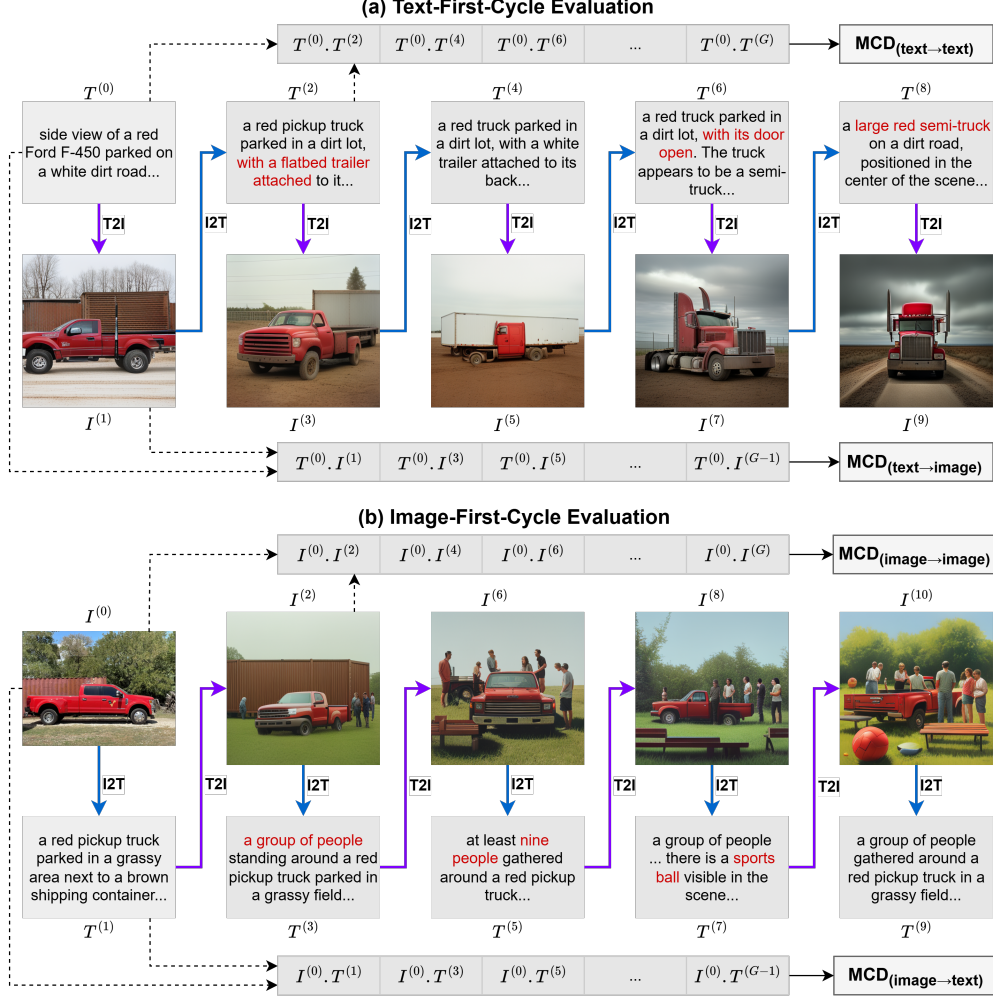 (a) Text-First-Cycle Evaluation
T^(0). T^(2) T^(0). T^(4) T^(0). T^(6) ... T^(0). T^(G)
MCD(text→text)
T^(0) T^(2) T^(4) T^(6) T^(8)
side view of a red
Ford F-450 parked on
a white dirt road...
a red pickup truck
parked in a dirt lot,
with a flatbed trailer
attached to it...
a red truck parked in
a dirt lot, with a white
trailer attached to its
back...
a red truck parked in
a dirt lot, with its door
open. The truck
appears to be a semi-
truck...
a large red semi-truck
on a dirt road,
positioned in the
center of the scene...
T2I I2T T2I I2T I2T T2I I2T T2I
I^(1) I^(3) I^(5) I^(7) I^(9)
T^(0). I^(1) T^(0). I^(3) T^(0). I^(5) ... T^(0). I^(G−1)
MCD(text→image)
(b) Image-First-Cycle Evaluation
I^(0). I^(2) I^(0). I^(4) I^(0). I^(6) ... I^(0). I^(G)
MCD(image→image)
I^(0) I^(2) I^(6) I^(8) I^(10)
I2T T2I I2T T2I T2I I2T T2I I2T
a red pickup truck
parked in a grassy
area next to a brown
shipping container...
a group of people
standing around a red
pickup truck parked in
a grassy field...
at least nine
people gathered
around a red pickup
truck...
a group of people
... there is a sports
ball visible in the
scene...
a group of people
gathered around a
red pickup truck in a
grassy field...
T^(1) T^(3) T^(5) T^(7) T^(9)
I^(0). T^(1) I^(0). T^(3) I^(0). T^(5) ... I^(0). T^(G−1)
MCD(image→text)